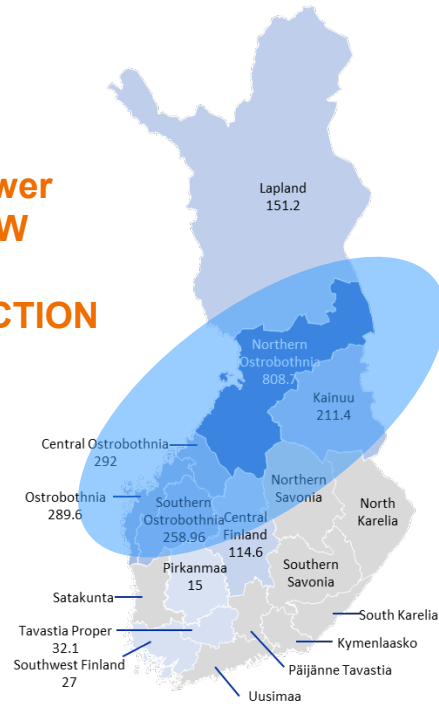 wer
W
CTION
Lapland
151.2
Northern
Ostrobothnia
808.7
Kainuu
211.4
Central Ostrobothnia
292
Ostrobothnia
289.6
Southern
Ostrobothnia
258.96
Central
Finland
114.6
Northern
Savonia
North
Karelia
Pirkanmaa
15
Southern
Savonia
Satakunta
South Karelia
Tavastia Proper
32.1
Kymenlaasko
Southwest Finland
27
Päijänne Tavastia
Uusimaa